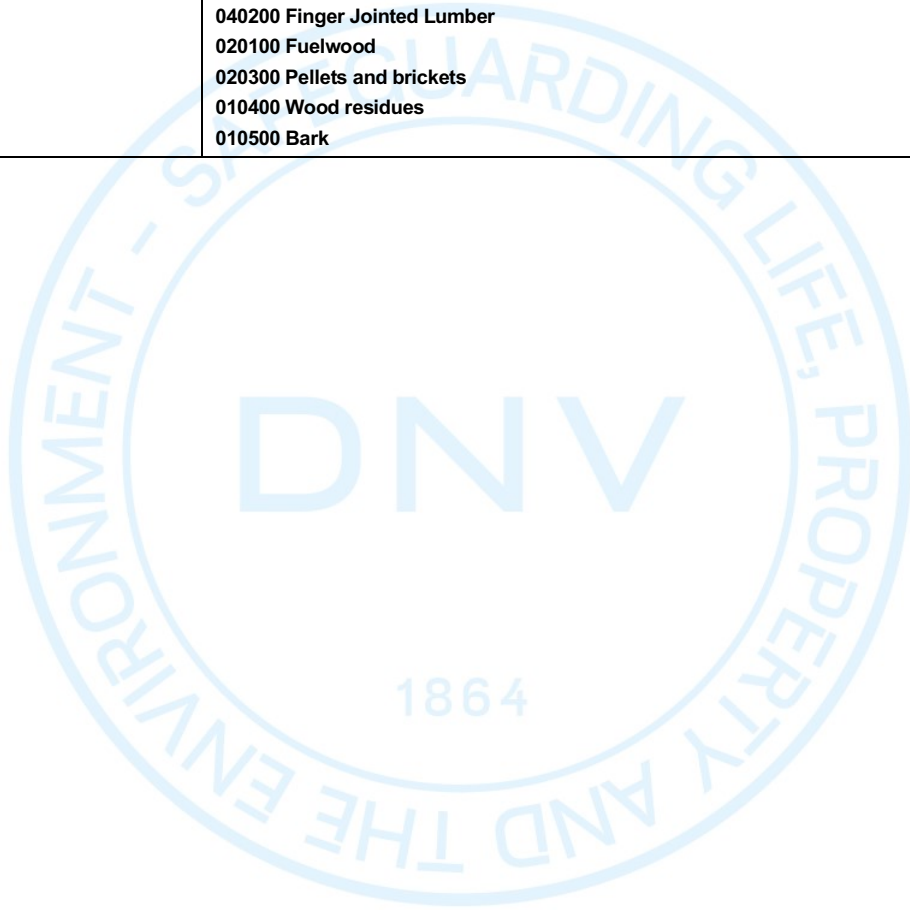 040200 Finger Jointed Lumber
020100 Fuelwood
020300 Pellets and brickets
010400 Wood residues
010500 Bark
SAFEGUARDING LIFE, PROPERTY AND THE ENVIRONMENT -
DNV
1864